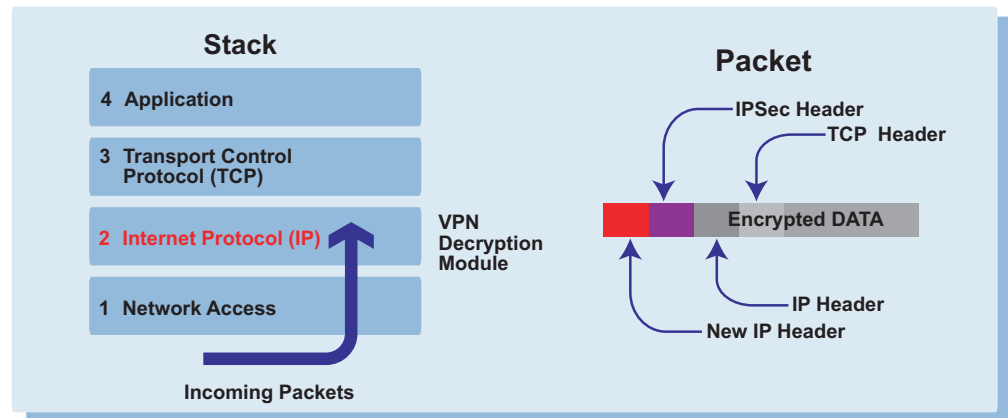 Stack
4 Application
3 Transport Control
Protocol (TCP)
2 Internet Protocol (IP)
1 Network Access
VPN
Decryption
Module
Incoming Packets
Packet
IPSec Header
TCP Header
Encrypted DATA
IP Header
New IP Header